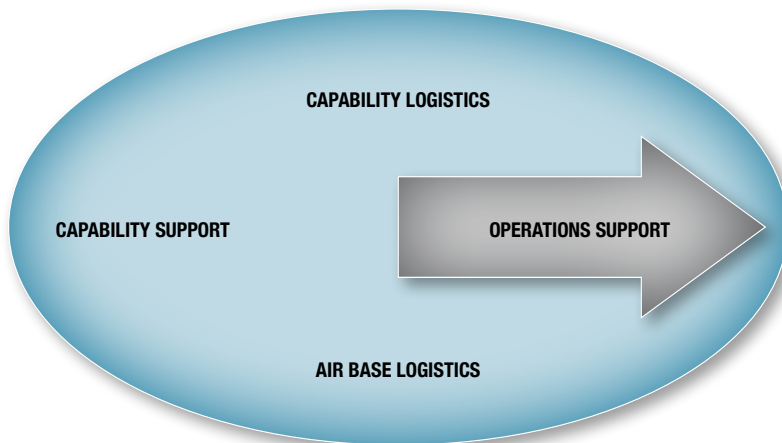 CAPABILITY LOGISTICS
CAPABILITY SUPPORT
OPERATIONS SUPPORT
AIR BASE LOGISTICS